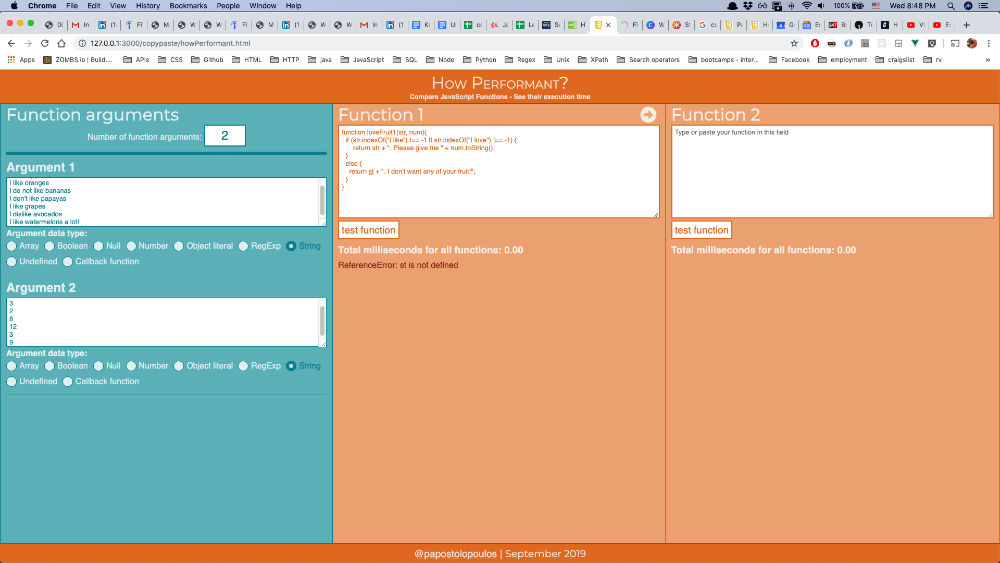 Chrome File Edit View History Bookmarks People Window Help 100% Wed 8:48 PM
127.0.0.1:3000/copypaste/howPerformant.html
Apps ZOMBS.io | Build.... APIs CSS Github HTML HTTP java JavaScript SQL Node Python Regex Unix XPath Search operators bootcamps - inter... Facebook employment craigslist rv
How Performant?
Compare JavaScript Functions - See their execution time
Function arguments
Number of function arguments: 2
Argument 1
I like oranges
I do not like bananas
I don't like papayas
I like grapes
I dislike avocados
I like watermelons a lot!
Argument data type:
Array Boolean Null Number Object literal RegExp String
Undefined Callback function
Argument 2
3
2
8
12
3
9
Argument data type:
Array Boolean Null Number Object literal RegExp String
Undefined Callback function
Function 1
function loveFruit1(str, num){
if (str.indexOf("I like") !== -1 || str.indexOf("I love") !== -1) {
return str + ". Please give me " + num.toString();
}
else {
return st + ". I don't want any of your fruit!";
}
}
test function
Total milliseconds for all functions: 0.00
ReferenceError: st is not defined
Function 2
Type or paste your function in this field
test function
Total milliseconds for all functions: 0.00
@papostolopoulos | September 2019